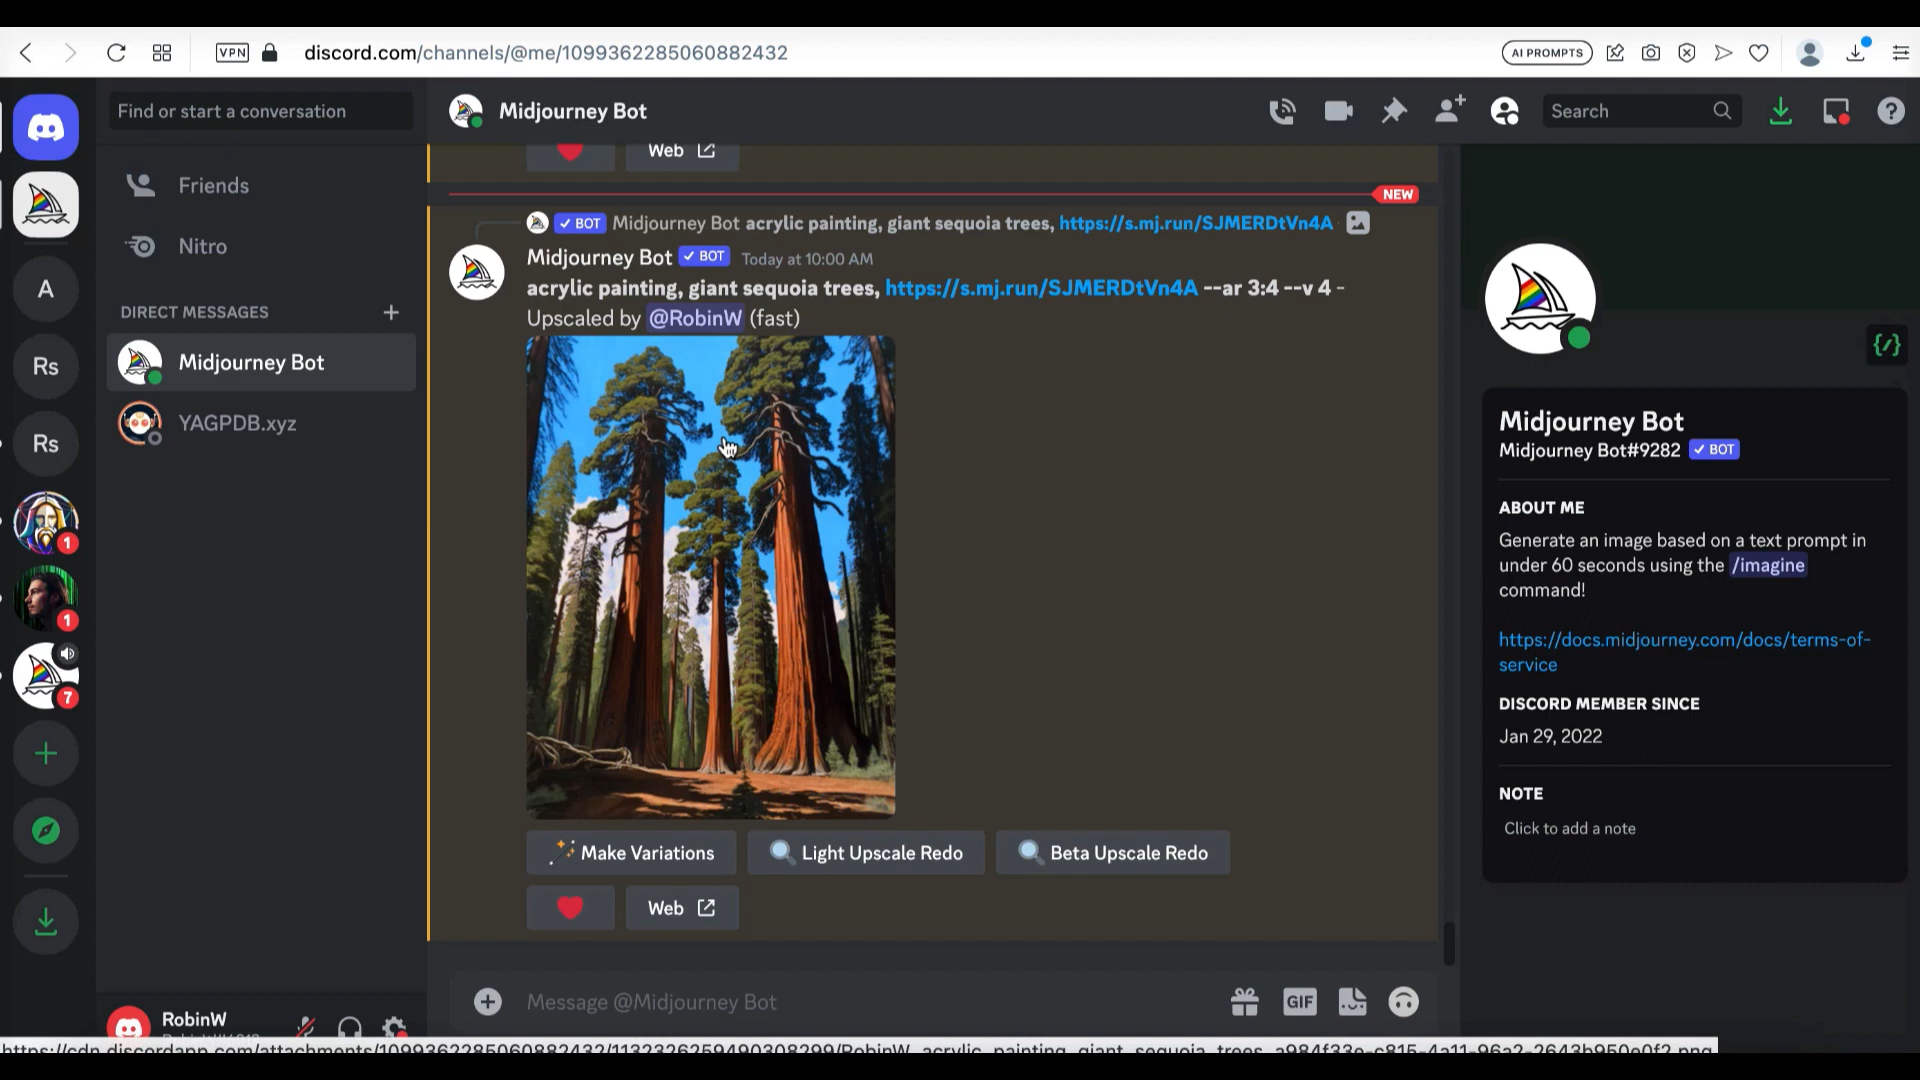 VPN
discord.com/channels/@me/1099362285060882432
AI PROMPTS
Find or start a conversation
Midjourney Bot
Search
Friends
Nitro
DIRECT MESSAGES
Midjourney Bot
YAGPDB.xyz
A
Rs
Rs
1
1
7
Web
NEW
BOT Midjourney Bot acrylic painting, giant sequoia trees, https://s.mj.run/SJMERDtVn4A
Midjourney Bot BOT Today at 10:00 AM
acrylic painting, giant sequoia trees, https://s.mj.run/SJMERDtVn4A --ar 3:4 --v 4 -
Upscaled by @RobinW (fast)
Make Variations
Light Upscale Redo
Beta Upscale Redo
Web
Message @Midjourney Bot
GIF
Midjourney Bot
Midjourney Bot#9282 BOT
ABOUT ME
Generate an image based on a text prompt in
under 60 seconds using the /imagine
command!
https://docs.midjourney.com/docs/terms-of-
service
DISCORD MEMBER SINCE
Jan 29, 2022
NOTE
Click to add a note
RobinW